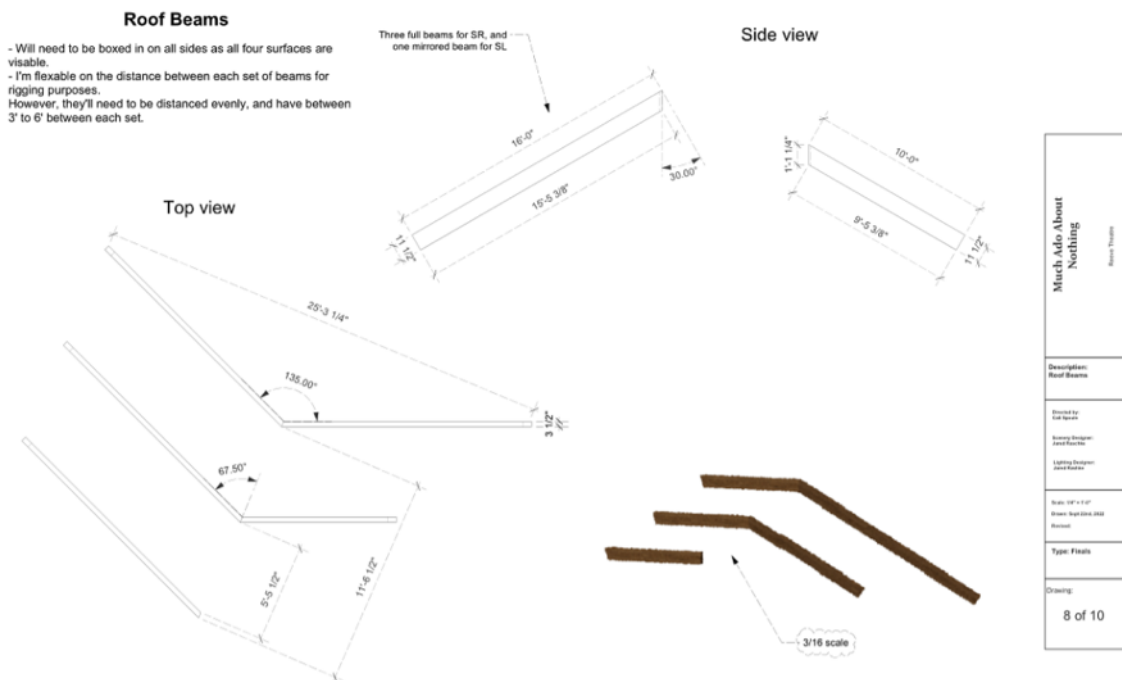 Roof Beams
- Will need to be boxed in on all sides as all four surfaces are
visable.
- I'm flexable on the distance between each set of beams for
rigging purposes.
However, they'll need to be distanced evenly, and have between
3' to 6' between each set.
Three full beams for SR, and
one mirrored beam for SL
Side view
16'-0"
15'-5 3/8"
11 1/2"
30.00°
1'-1 1/4"
10'-0"
9'-5 3/8"
11 1/2"
Top view
25'-3 1/4"
135.00°
3 1/2"
67.50°
5'-5 1/2"
11'-6 1/2"
3/16 scale
Much Ado About
Nothing
Description:
Roof Beams
Directed by:
Scenery Designer:
Lighting Designer:
Type: Finals
Drawing:
8 of 10